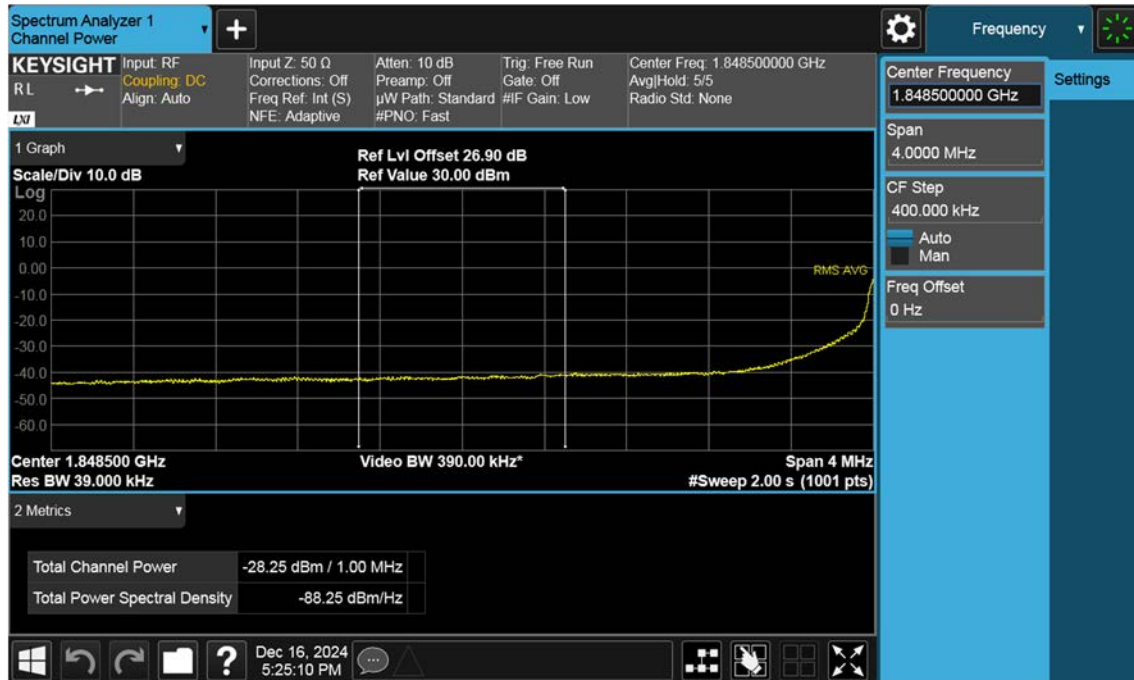 Spectrum Analyzer 1
Channel Power
Frequency
KEYSIGHT
RL
LXI
Input: RF
Coupling: DC
Align: Auto
Input Z: 50 Ω
Corrections: Off
Freq Ref: Int (S)
NFE: Adaptive
Atten: 10 dB
Preamp: Off
µW Path: Standard
#PNO: Fast
Trig: Free Run
Gate: Off
#IF Gain: Low
Center Freq: 1.848500000 GHz
Avg|Hold: 5/5
Radio Std: None
Center Frequency
1.848500000 GHz
Settings
Span
4.0000 MHz
CF Step
400.000 kHz
Auto
Man
Freq Offset
0 Hz
1 Graph
Scale/Div 10.0 dB
Ref Lvl Offset 26.90 dB
Ref Value 30.00 dBm
Log
20.0
10.0
0.00
RMS AVG
-10.0
-20.0
-30.0
-40.0
-50.0
-60.0
Center 1.848500 GHz
Video BW 390.00 kHz*
Span 4 MHz
Res BW 39.000 kHz
#Sweep 2.00 s (1001 pts)
2 Metrics
Total Channel Power -28.25 dBm / 1.00 MHz
Total Power Spectral Density -88.25 dBm/Hz
?
Dec 16, 2024
5:25:10 PM